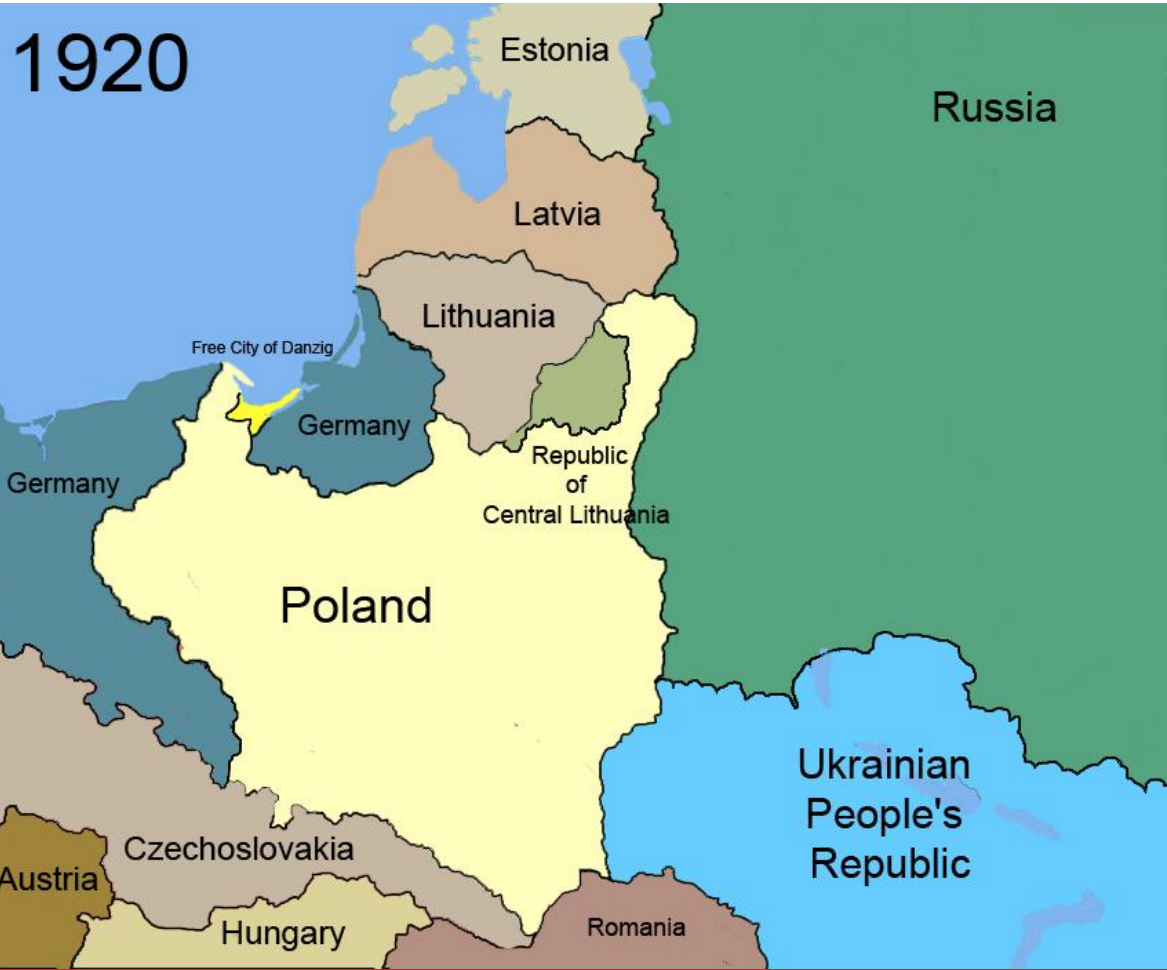 1920
Estonia
Russia
Latvia
Lithuania
Free City of Danzig
Germany
Republic
of
Central Lithuania
Germany
Poland
Ukrainian
People's
Republic
Czechoslovakia
Austria
Hungary
Romania